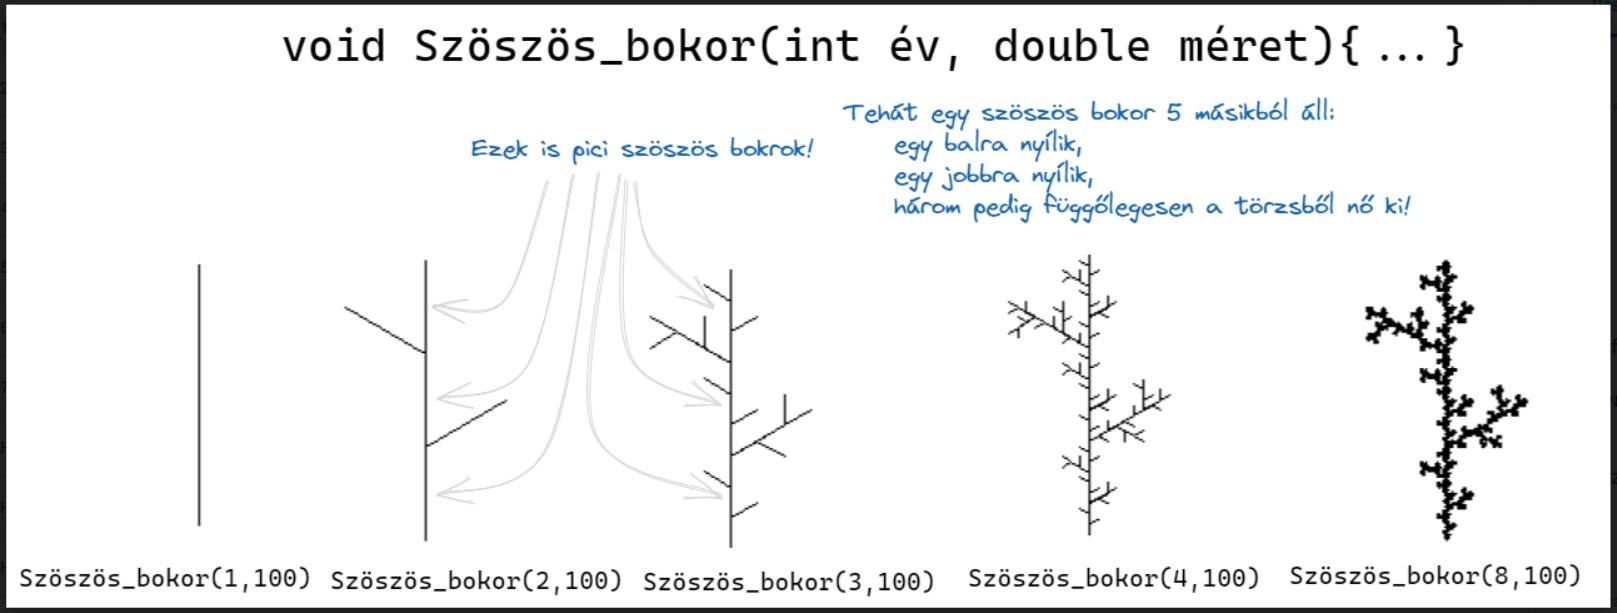 void Szöszös_bokor(int év, double méret){ ... }
Tehát egy szöszös bokor 5 másikból áll:
egy balra nyílik,
egy jobbra nyílik,
három pedig függőlegesen a törzsből nő ki!
Ezek is pici szöszös bokrok!
Szöszös_bokor(1,100)
Szöszös_bokor(2,100)
Szöszös_bokor(3,100)
Szöszös_bokor(4,100)
Szöszös_bokor(8,100)